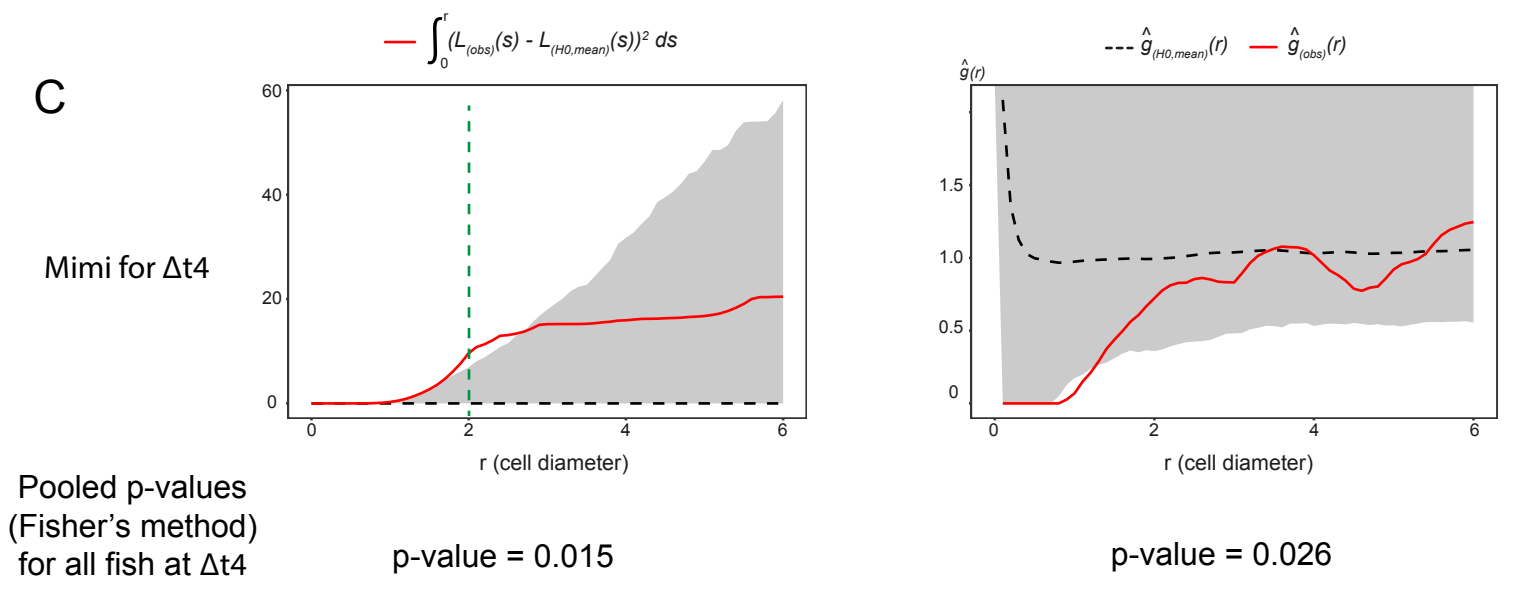 C
∫₀ʳ (L(obs)(s) - L(H0,mean)(s))² ds
60
40
20
0
0
2
4
6
r (cell diameter)
ĝ(H0,mean)(r) ĝ(obs)(r)
ĝ(r)
1.5
1.0
0.5
0
0
2
4
6
r (cell diameter)
Mimi for Δt4
Pooled p-values
(Fisher's method)
for all fish at Δt4
p-value = 0.015
p-value = 0.026